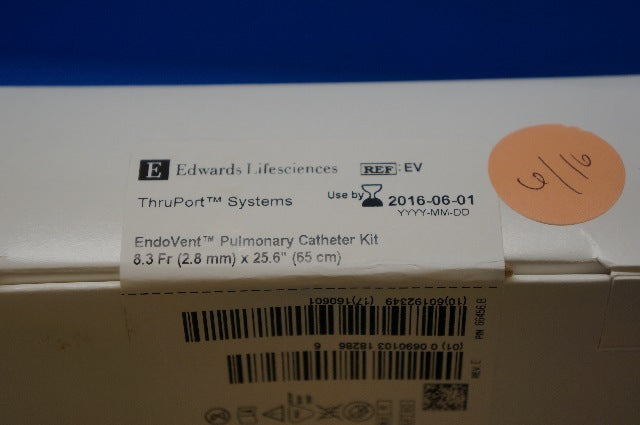 E Edwards Lifesciences
REF: EV
ThruPort™ Systems
Use by 2016-06-01
YYYY-MM-DD
EndoVent™ Pulmonary Catheter Kit
8.3 Fr (2.8 mm) x 25.6" (65 cm)
6/16
(10)60192349 (17)160601
(01) 0 0690103 18286 6
P/N 66456.B
REV. E